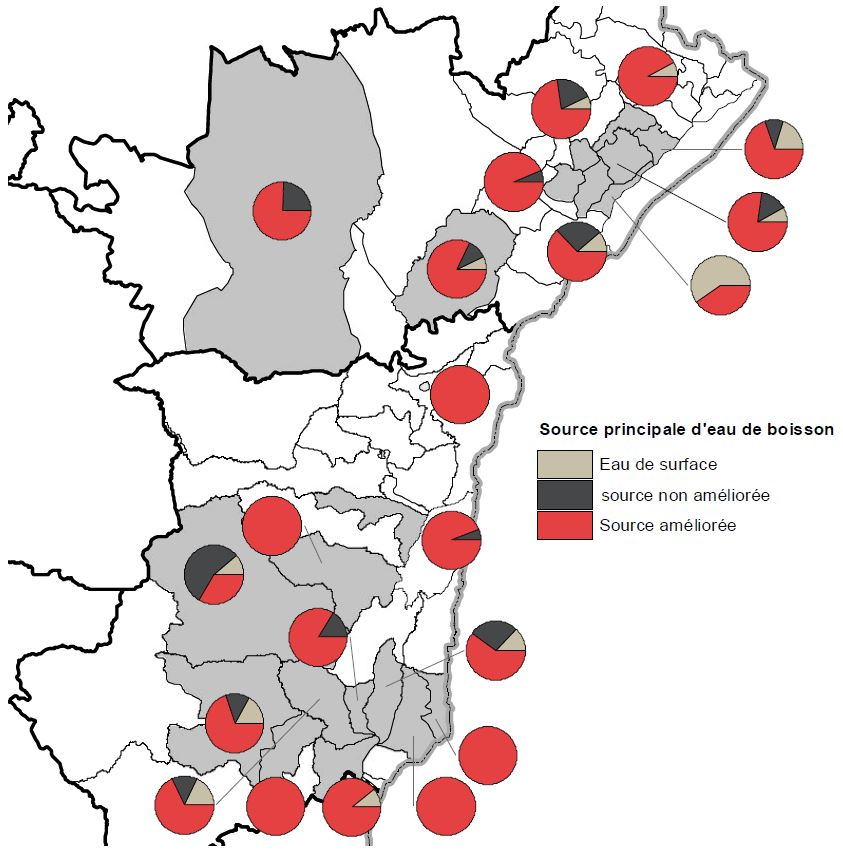 Source principale d'eau de boisson
Eau de surface
source non améliorée
Source améliorée